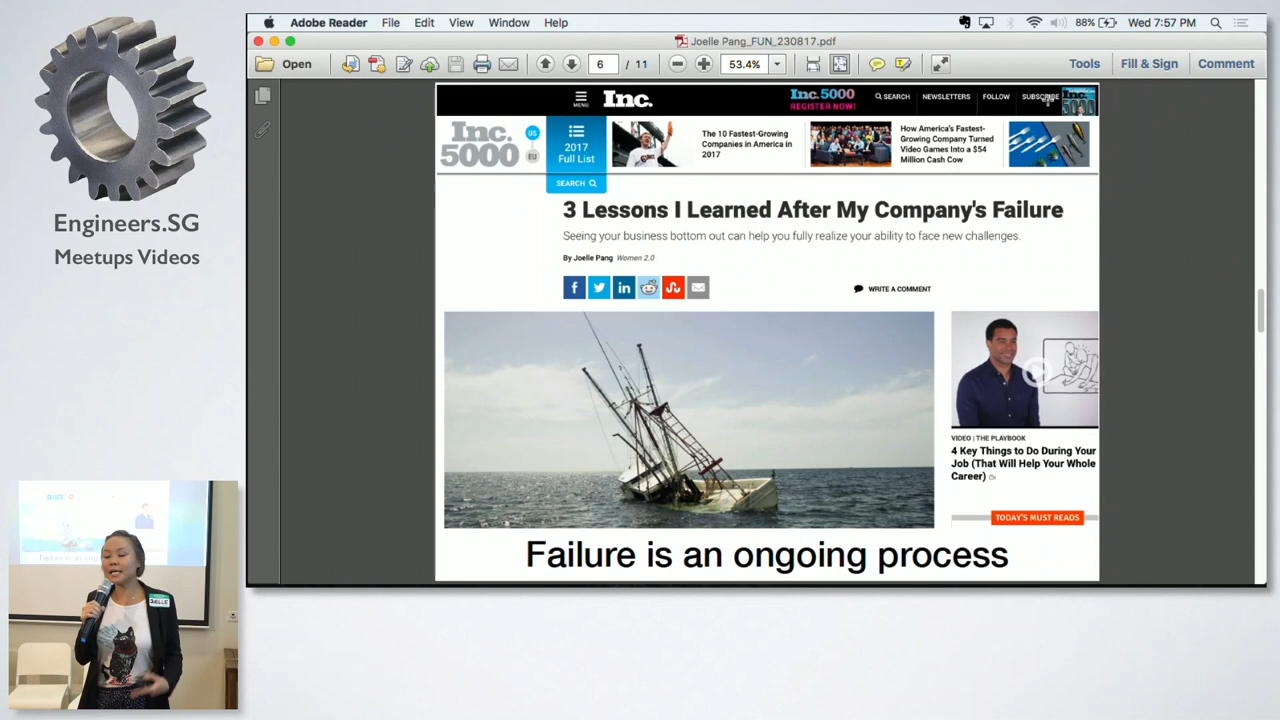 Engineers.SG
Meetups Videos
Adobe Reader File Edit View Window Help
88% Wed 7:57 PM
Joelle Pang_FUN_230817.pdf
Open
6 / 11
53.4%
Tools Fill & Sign Comment
MENU
Inc.
Inc. 5000
REGISTER NOW!
SEARCH NEWSLETTERS FOLLOW SUBSCRIBE
Inc.
5000
US
EU
2017
Full List
SEARCH
The 10 Fastest-Growing
Companies in America in
2017
How America's Fastest-
Growing Company Turned
Video Games Into a $54
Million Cash Cow
3 Lessons I Learned After My Company's Failure
Seeing your business bottom out can help you fully realize your ability to face new challenges.
By Joelle Pang Women 2.0
WRITE A COMMENT
VIDEO | THE PLAYBOOK
4 Key Things to Do During Your
Job (That Will Help Your Whole
Career)
TODAY'S MUST READS
Failure is an ongoing process